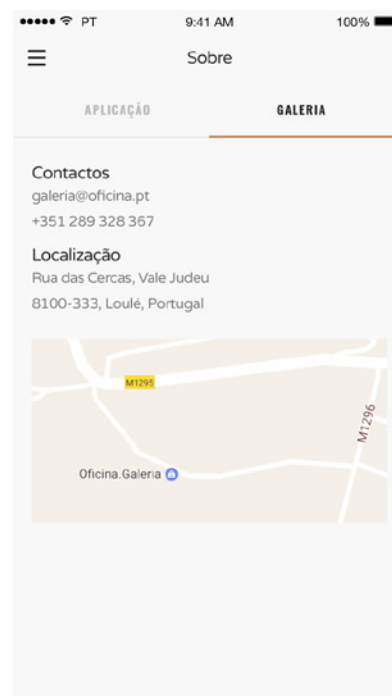 PT 9:41 AM 100%
Sobre
APLICAÇÃO GALERIA
Contactos
galeria@oficina.pt
+351 289 328 367
Localização
Rua das Cercas, Vale Judeu
8100-333, Loulé, Portugal
M1295
M1296
Oficina.Galeria